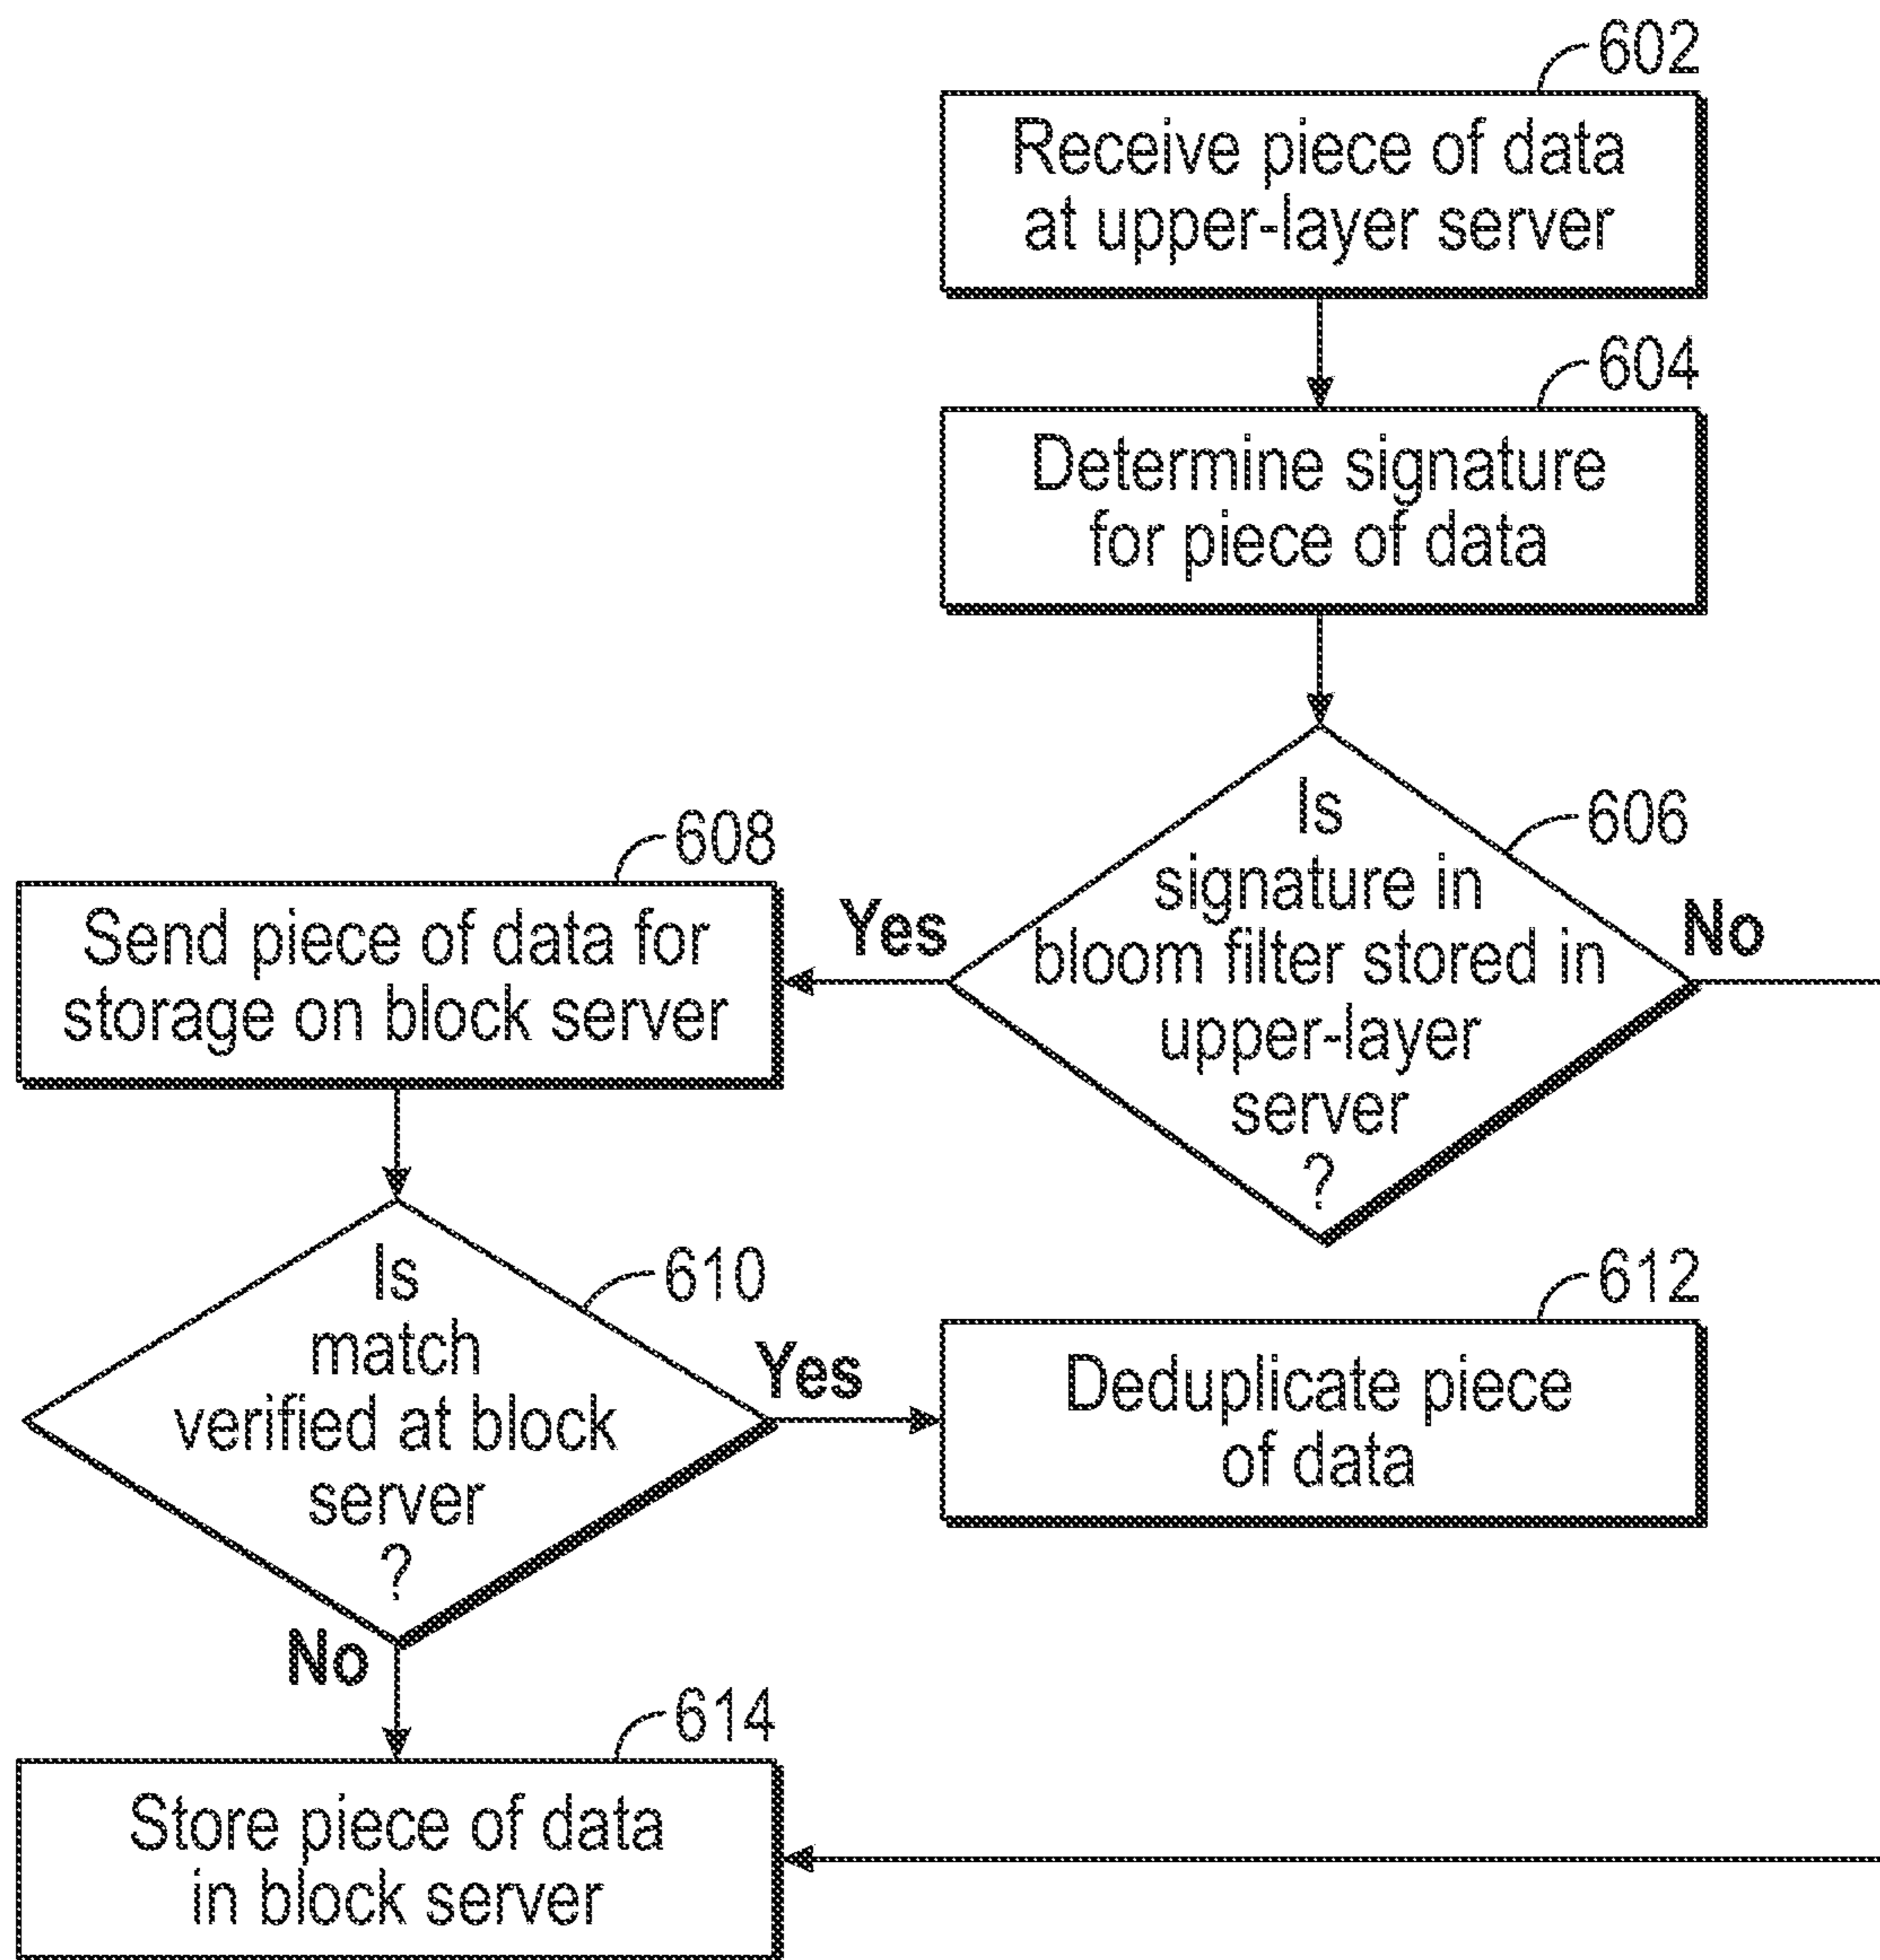 602
Receive piece of data
at upper-layer server
604
Determine signature
for piece of data
606
Is
signature in
bloom filter stored in
upper-layer
server
?
Yes
No
608
Send piece of data for
storage on block server
610
Is
match
verified at block
server
?
Yes
No
612
Deduplicate piece
of data
614
Store piece of data
in block server